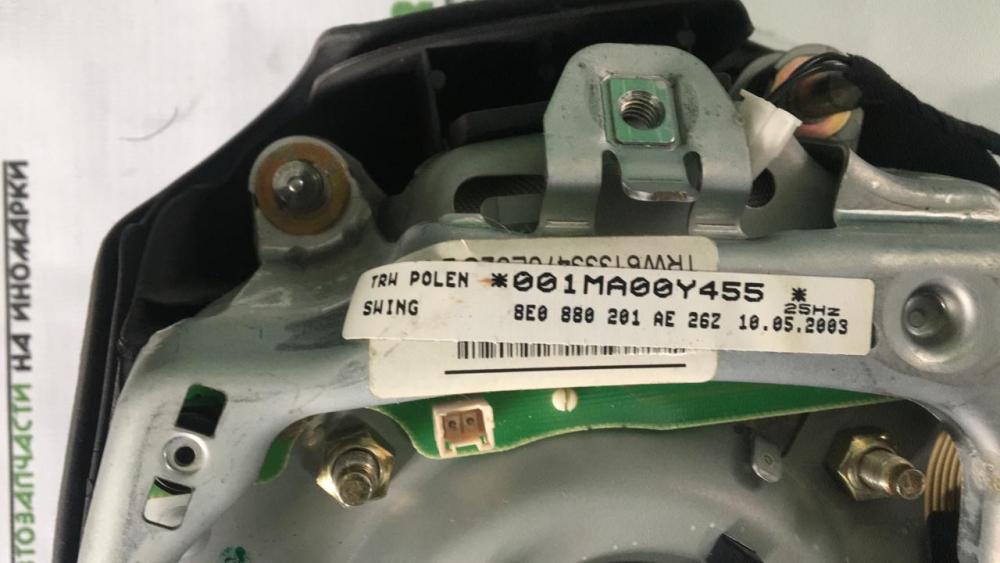 АВТОЗАПЧАСТИ НА ИНОМАРКИ
TRW POLEN *001MA00Y455 *
SWING 25Hz
8E0 880 201 AE 26Z 10.05.2003